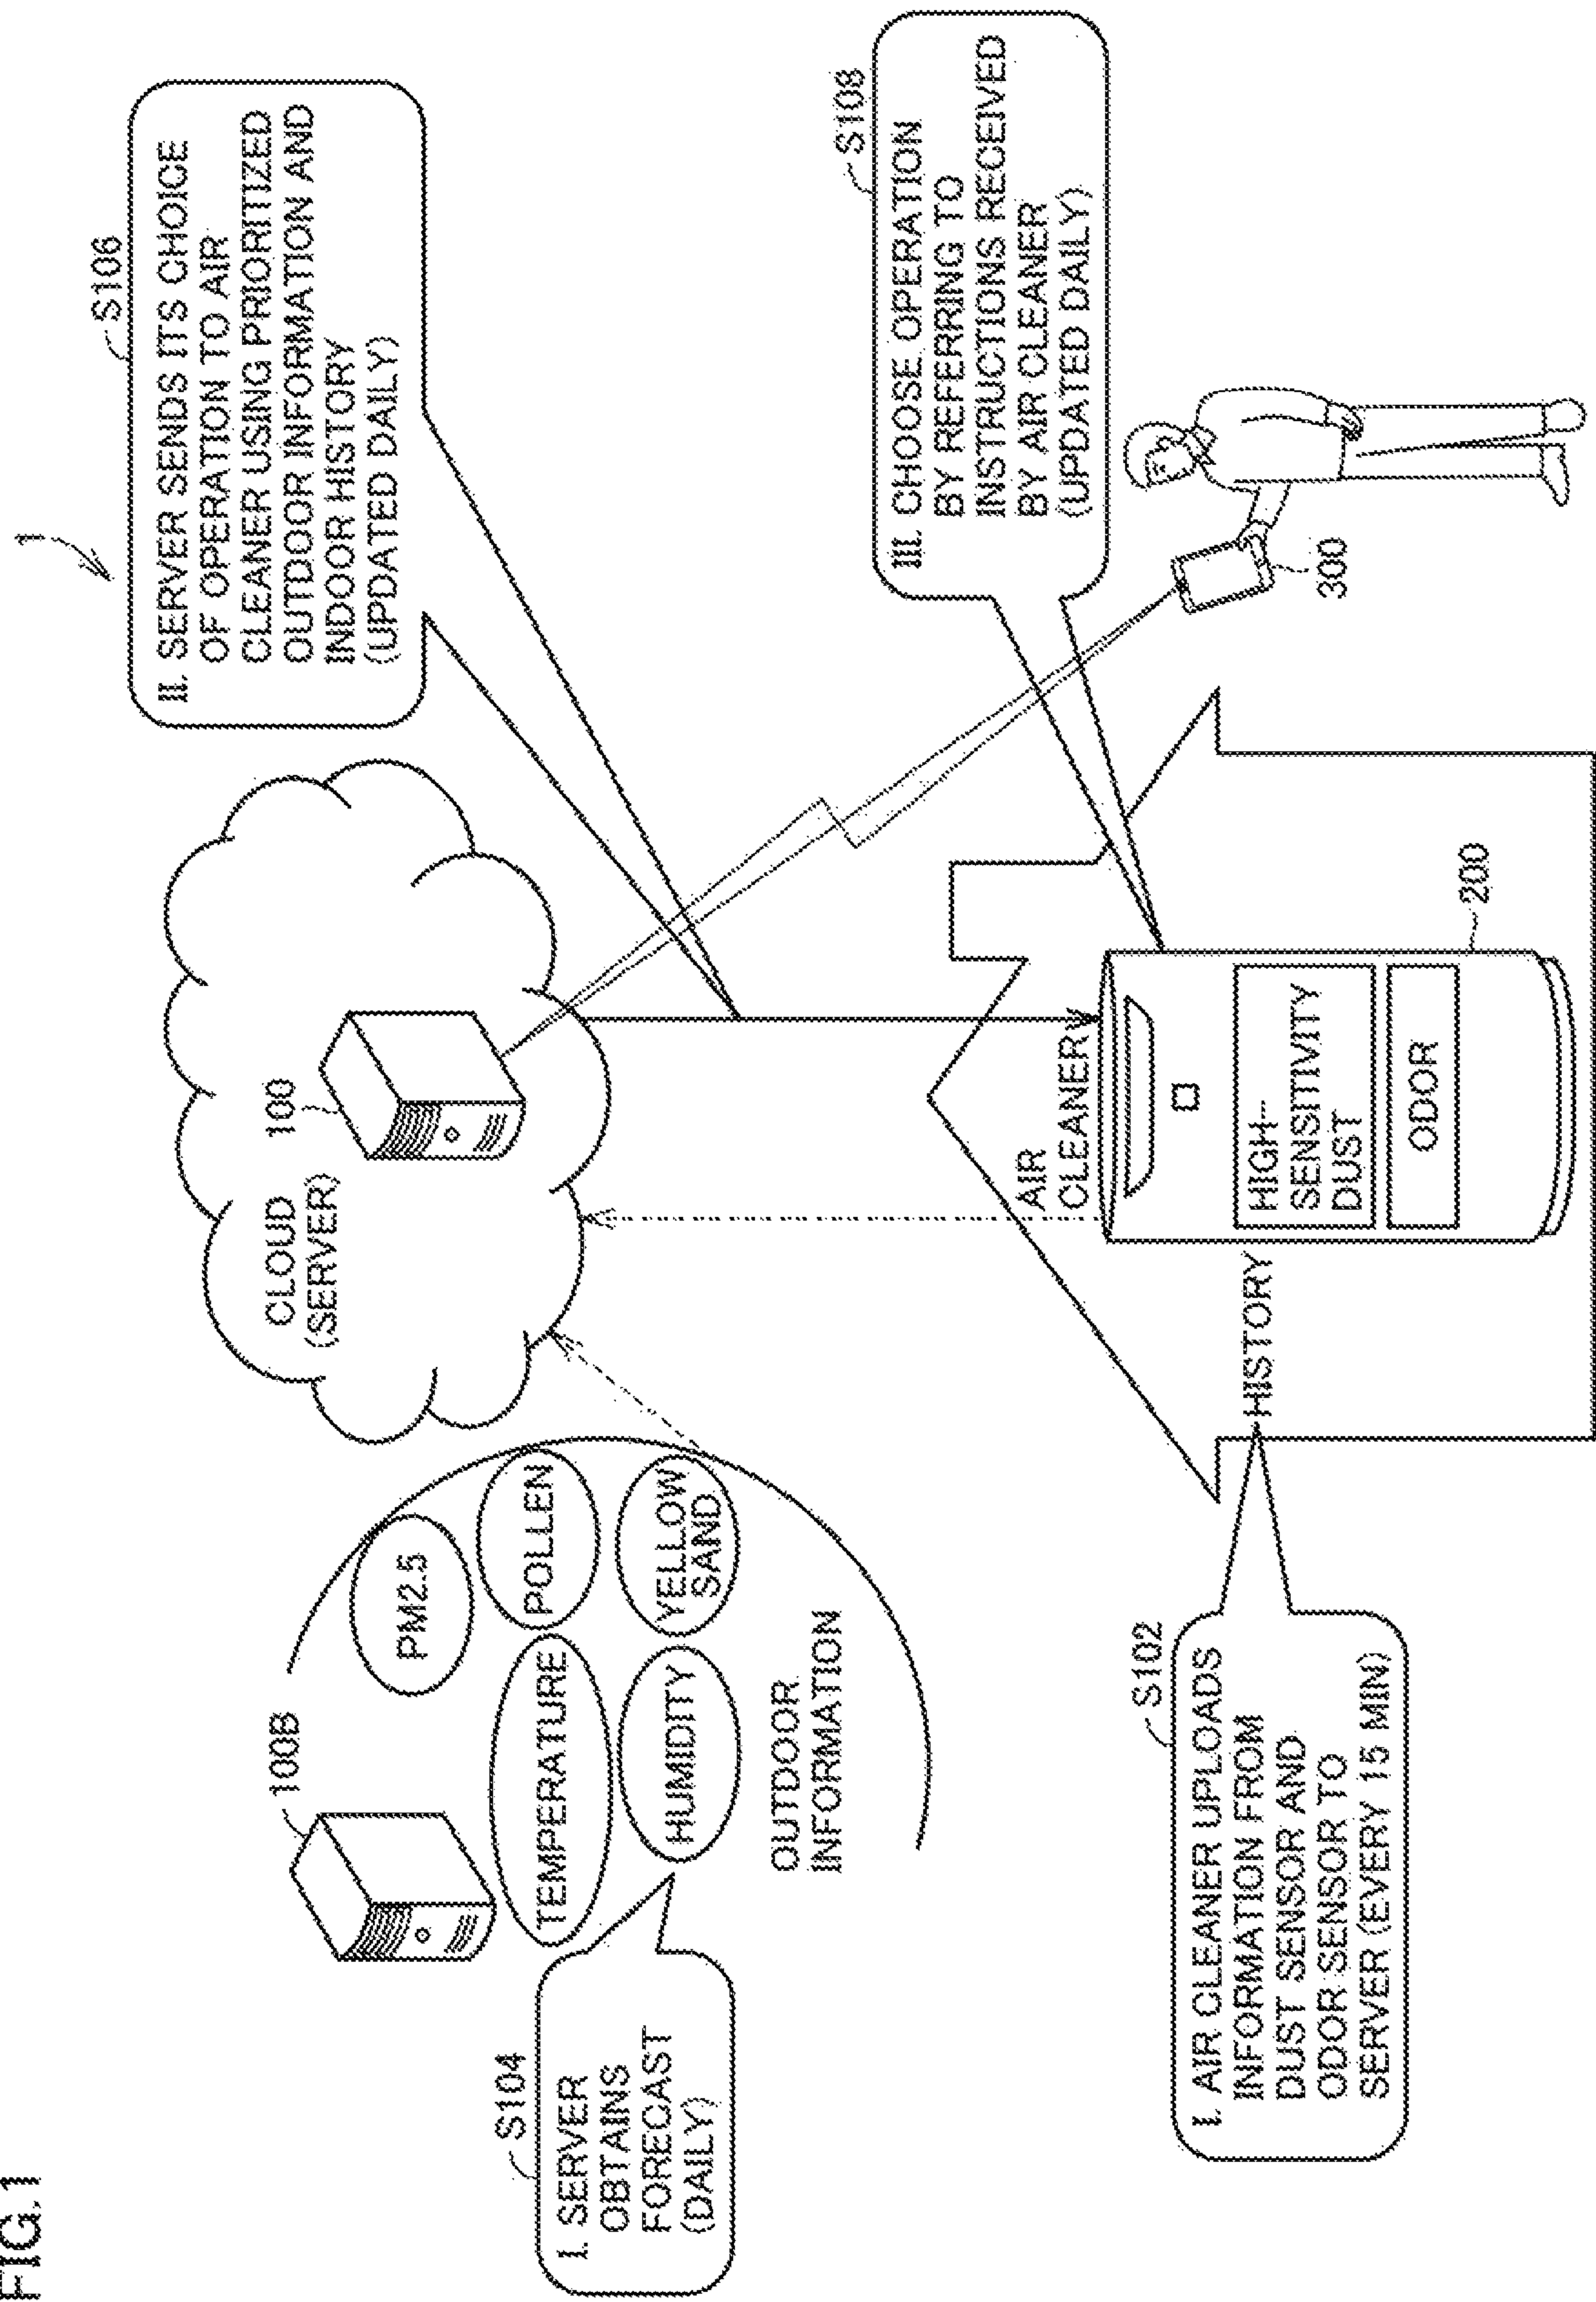 FIG.1
1
S106
II. SERVER SENDS ITS CHOICE
OF OPERATION TO AIR
CLEANER USING PRIORITIZED
OUTDOOR INFORMATION AND
INDOOR HISTORY
(UPDATED DAILY)
100
CLOUD
(SERVER)
100B
PM2.5
POLLEN
TEMPERATURE
YELLOW
SAND
HUMIDITY
OUTDOOR
INFORMATION
S104
I. SERVER
OBTAINS
FORECAST
(DAILY)
S108
III. CHOOSE OPERATION
BY REFERRING TO
INSTRUCTIONS RECEIVED
BY AIR CLEANER
(UPDATED DAILY)
300
AIR
CLEANER
HIGH-
SENSITIVITY
DUST
ODOR
200
HISTORY
S102
I. AIR CLEANER UPLOADS
INFORMATION FROM
DUST SENSOR AND
ODOR SENSOR TO
SERVER (EVERY 15 MIN)